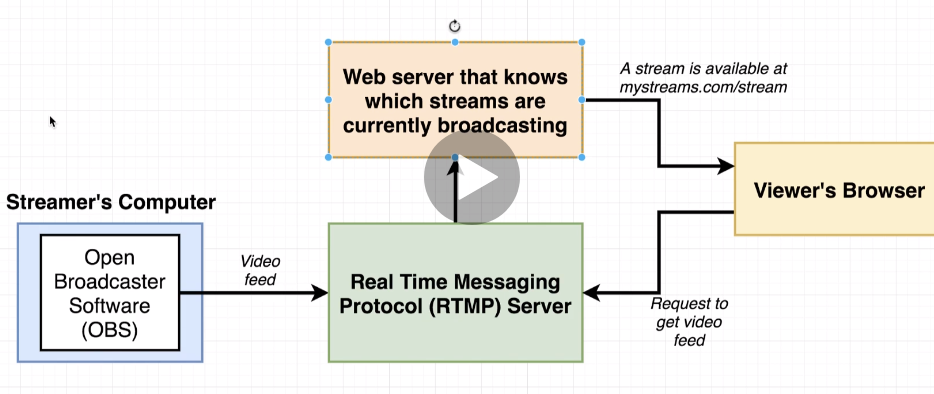 Web server that knows
which streams are
currently broadcasting
A stream is available at
mystreams.com/stream
Viewer's Browser
Streamer's Computer
Open
Broadcaster
Software
(OBS)
Video
feed
Real Time Messaging
Protocol (RTMP) Server
Request to
get video
feed